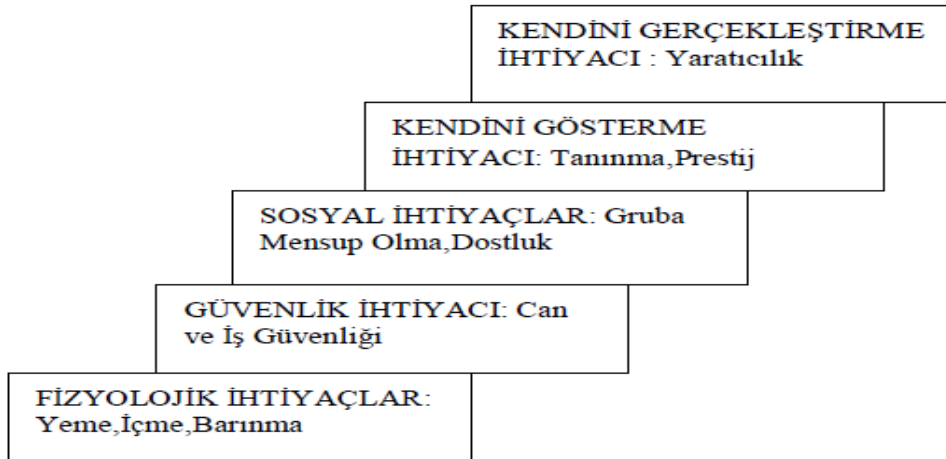 KENDİNİ GERÇEKLEŞTİRME
İHTİYACI : Yaratıcılık
KENDİNİ GÖSTERME
İHTİYACI: Tanınma,Prestij
SOSYAL İHTİYAÇLAR: Gruba
Mensup Olma,Dostluk
GÜVENLİK İHTİYACI: Can
ve İş Güvenliği
FİZYOLOJİK İHTİYAÇLAR:
Yeme,İçme,Barınma